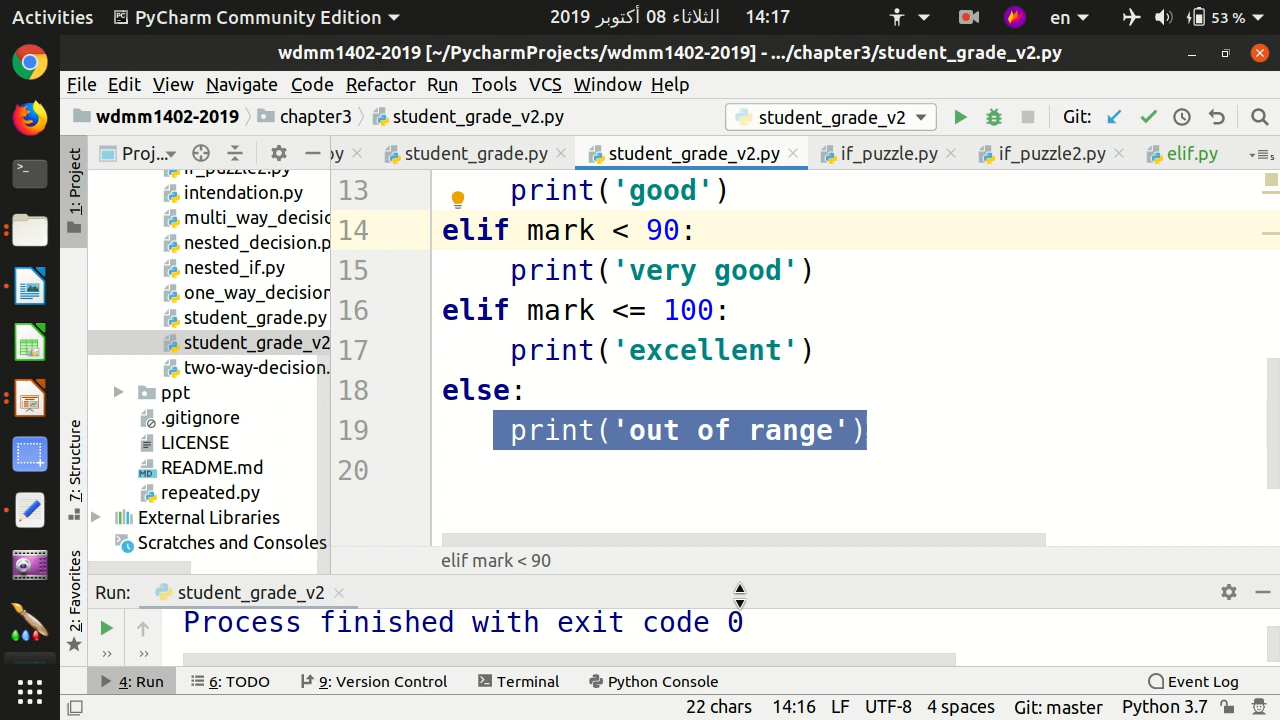 Activities PyCharm Community Edition الثلاثاء 08 أكتوبر 2019 14:17 en 53 %
wdmm1402-2019 [~/PycharmProjects/wdmm1402-2019] - .../chapter3/student_grade_v2.py
File Edit View Navigate Code Refactor Run Tools VCS Window Help
wdmm1402-2019 chapter3 student_grade_v2.py student_grade_v2 Git:
1: Project
Proj...
py student_grade.py student_grade_v2.py if_puzzle.py if_puzzle2.py elif.py
if_puzzle2.py
intendation.py
multi_way_decisio
nested_decision.p
nested_if.py
one_way_decision
student_grade.py
student_grade_v2
two-way-decision.
ppt
.gitignore
LICENSE
README.md
repeated.py
External Libraries
Scratches and Consoles
7: Structure
2: Favorites
13 print('good')
14 elif mark < 90:
15 print('very good')
16 elif mark <= 100:
17 print('excellent')
18 else:
19 print('out of range')
20
elif mark < 90
Run: student_grade_v2
Process finished with exit code 0
4: Run 6: TODO 9: Version Control Terminal Python Console Event Log
22 chars 14:16 LF UTF-8 4 spaces Git: master Python 3.7